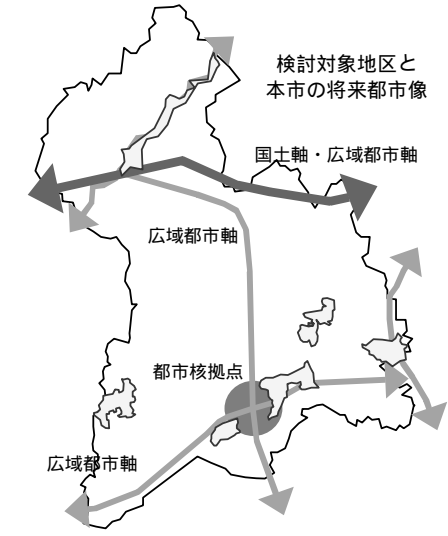 検討対象地区と
本市の将来都市像
国土軸・広域都市軸
広域都市軸
都市核拠点
広域都市軸